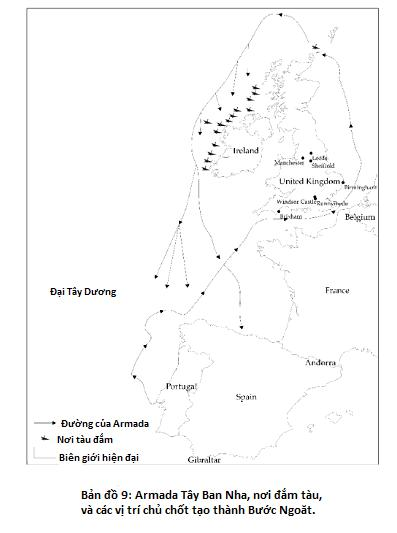 Ireland
Manchester
Leeds
Sheffield
United Kingdom
Birmingham
Windsor Castle
Runnymede
Brixham
Belgium
Đại Tây Dương
France
Andorra
Portugal
Spain
Đường của Armada
Nơi tàu đắm
Biên giới hiện đại
Gibraltar
Bản đồ 9: Armada Tây Ban Nha, nơi đắm tàu,
và các vị trí chủ chốt tạo thành Bước Ngoăt.